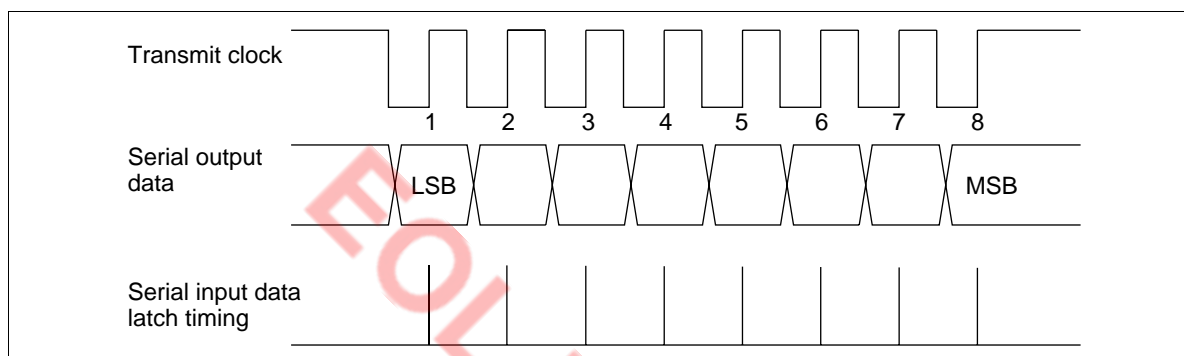 Transmit clock
1 2 3 4 5 6 7 8
Serial output
data
LSB MSB
Serial input data
latch timing
EOL